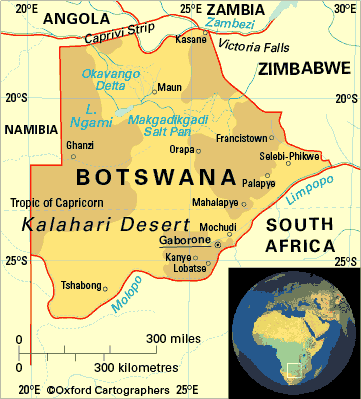 20°E
25°E
30°E
ANGOLA
ZAMBIA
Zambezi
Caprivi Strip
Kasane
Victoria Falls
Okavango
Delta
ZIMBABWE
Maun
20°S
20°S
L.
Ngami
Makgadikgadi
Salt Pan
NAMIBIA
Francistown
Ghanzi
Orapa
Selebi-Phikwe
BOTSWANA
Palapye
Limpopo
Tropic of Capricorn
Mahalapye
Kalahari Desert
Mochudi
SOUTH
AFRICA
Gaborone
Kanye
Lobatse
25°S
25°S
Tshabong
Molopo
0
300 miles
0
300 kilometres
20°E
©Oxford Cartographers
25°E